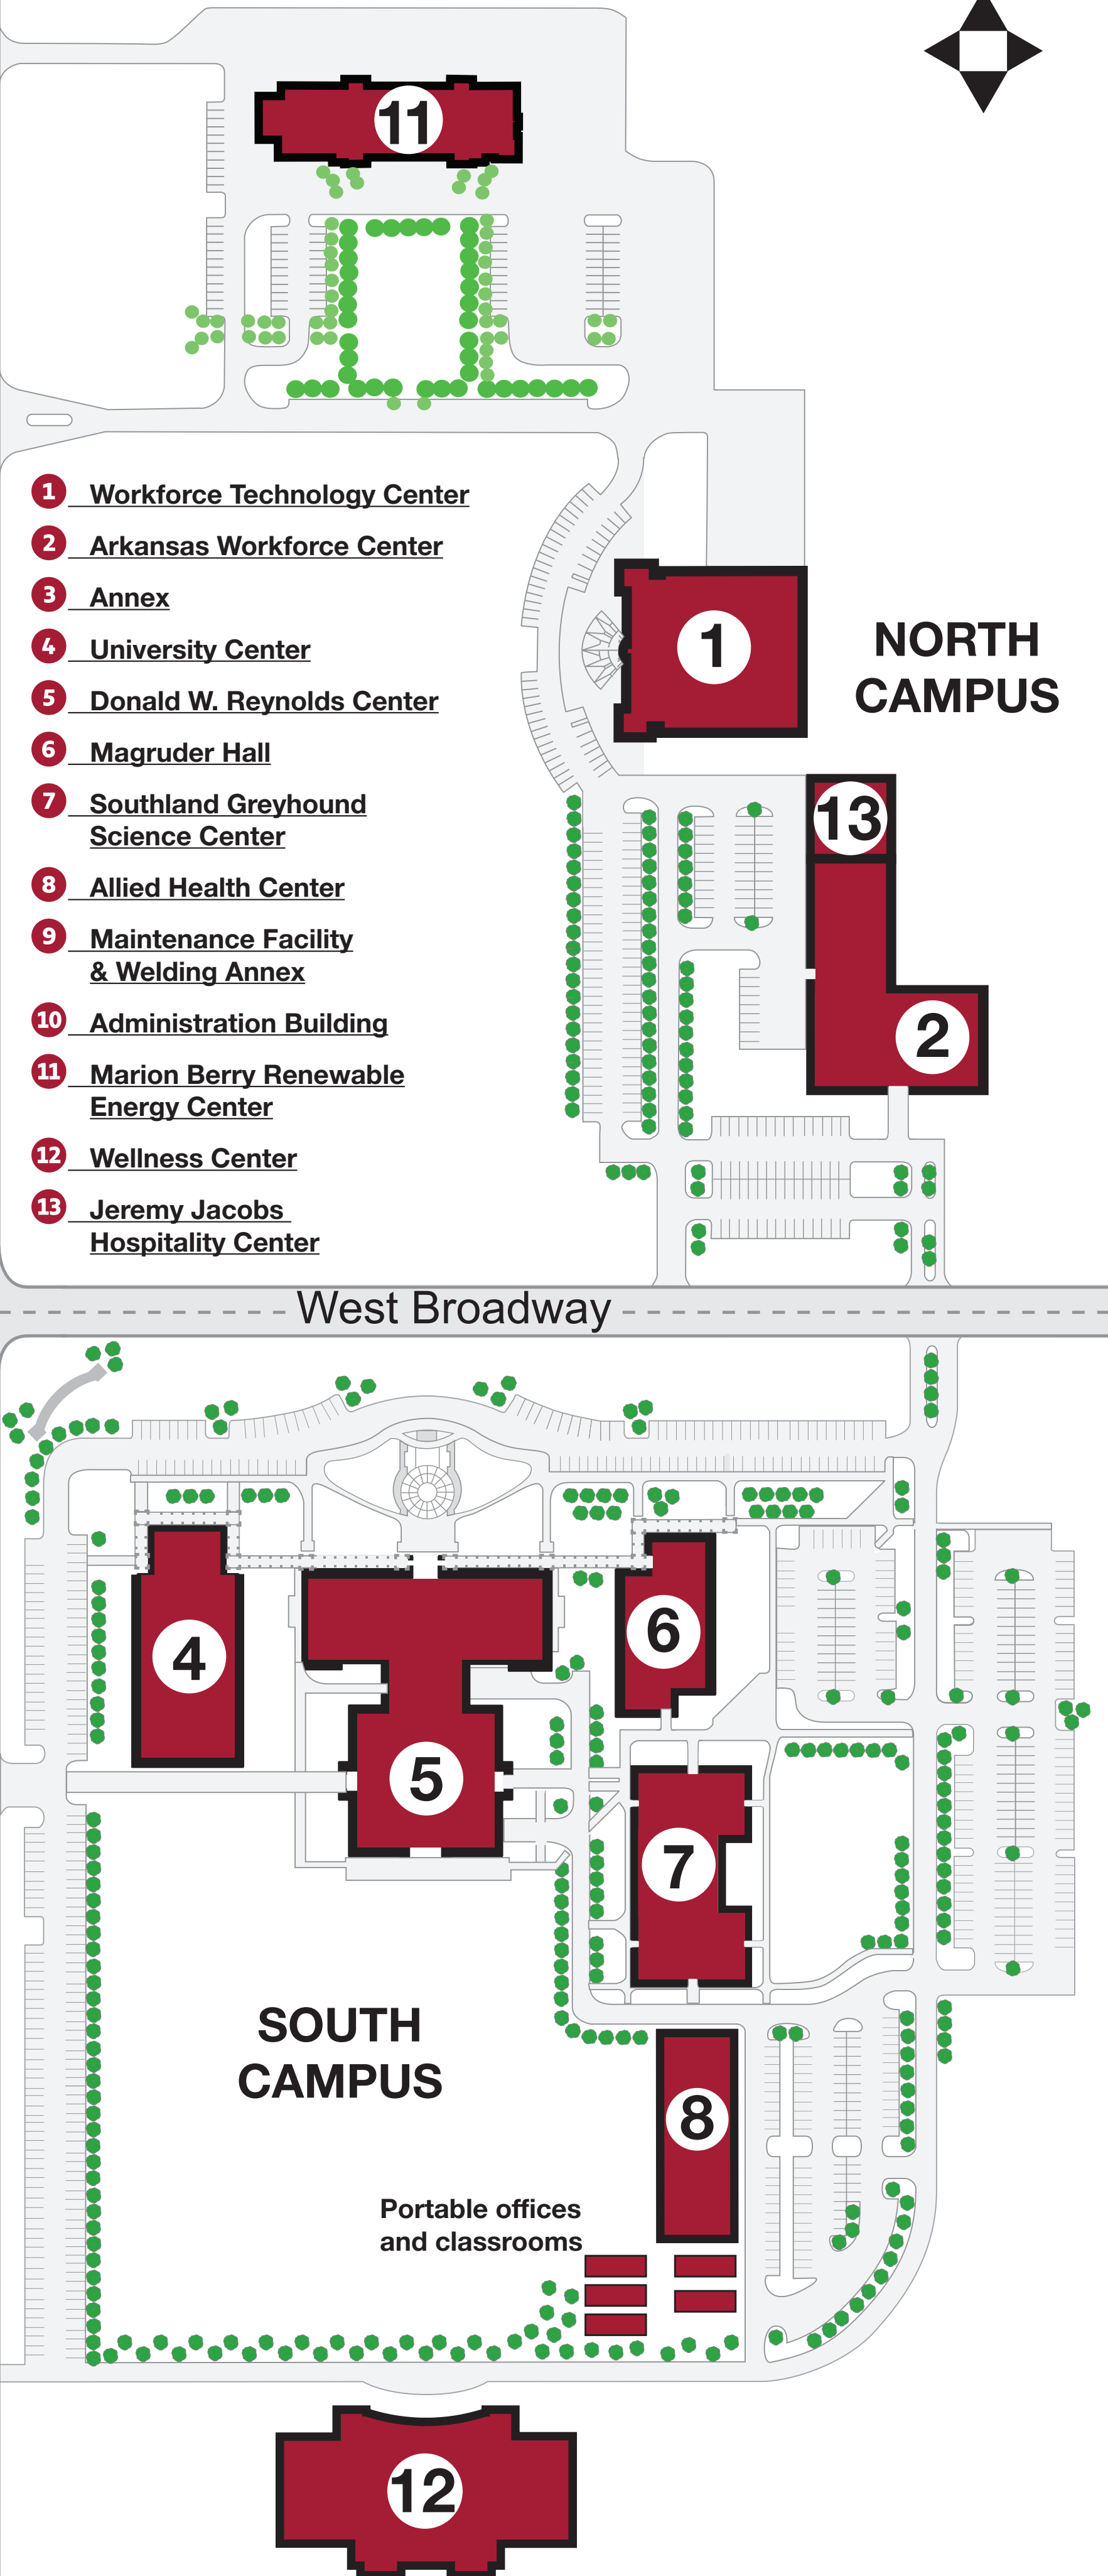 11
1 Workforce Technology Center
2 Arkansas Workforce Center
3 Annex
4 University Center
5 Donald W. Reynolds Center
6 Magruder Hall
7 Southland Greyhound
Science Center
8 Allied Health Center
9 Maintenance Facility
& Welding Annex
10 Administration Building
11 Marion Berry Renewable
Energy Center
12 Wellness Center
13 Jeremy Jacobs
Hospitality Center
1
NORTH
CAMPUS
13
2
West Broadway
4
5
6
7
SOUTH
CAMPUS
8
Portable offices
and classrooms
12